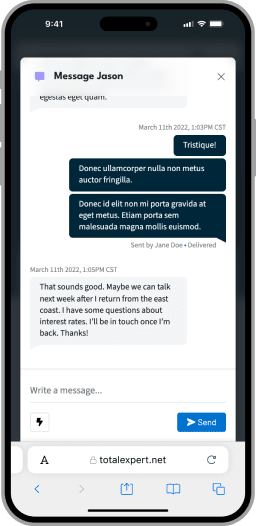 9:41
Message Jason
egestas eget quam.
March 11th 2022, 1:03PM CST
Tristique!
Donec ullamcorper nulla non metus
auctor fringilla.
Donec id elit non mi porta gravida at
eget metus. Etiam porta sem
malesuada magna mollis euismod.
Sent by Jane Doe • Delivered
March 11th 2022, 1:05PM CST
That sounds good. Maybe we can talk
next week after I return from the east
coast. I have some questions about
interest rates. I'll be in touch once I'm
back. Thanks!
Write a message...
Send
A
totalexpert.net